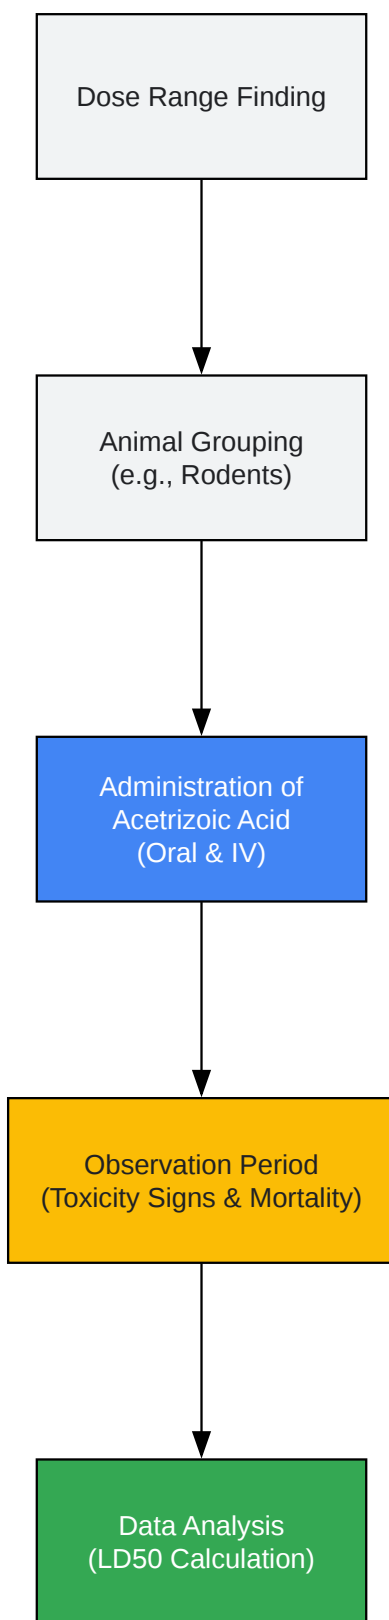 Dose Range Finding
Animal Grouping
(e.g., Rodents)
Administration of
Acetrizoic Acid
(Oral & IV)
Observation Period
(Toxicity Signs & Mortality)
Data Analysis
(LD50 Calculation)